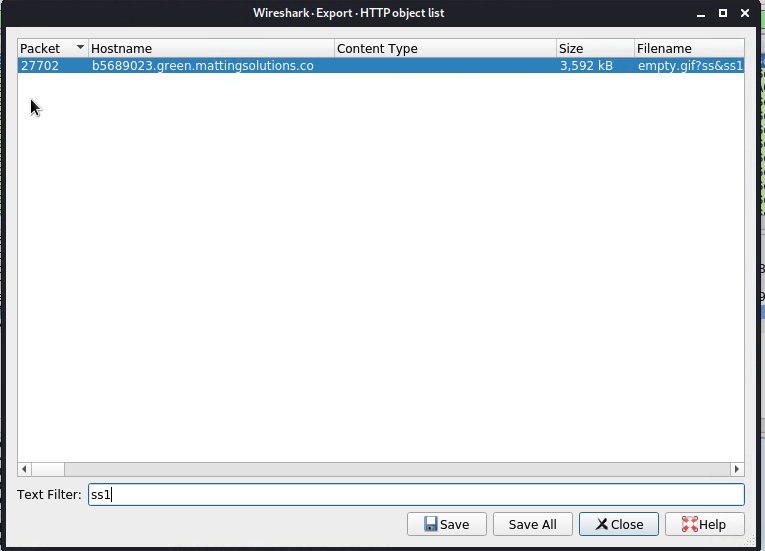 Wireshark · Export · HTTP object list
Packet Hostname Content Type Size Filename
27702 b5689023.green.mattingsolutions.co 3,592 kB empty.gif?ss&ss1
Text Filter: ss1
Save Save All Close Help